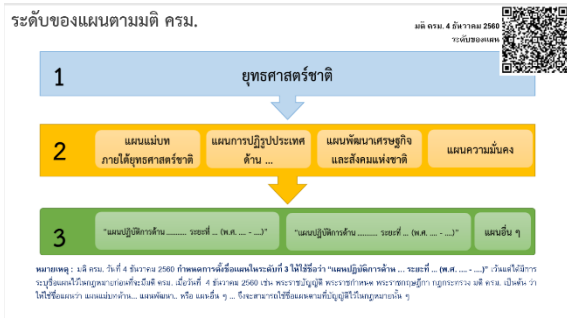 ระดับของแผนตามมติ ครม.
มติ ครม. 4 ธันวาคม 2560
ระดับของแผน
1 ยุทธศาสตร์ชาติ
2
แผนแม่บท
ภายใต้ยุทธศาสตร์ชาติ
แผนการปฏิรูปประเทศ
ด้าน ...
แผนพัฒนาเศรษฐกิจ
และสังคมแห่งชาติ
แผนความมั่นคง
3 "แผนปฏิบัติการด้าน ......... ระยะที่ ... (พ.ศ. .... - ....)" "แผนปฏิบัติการด้าน ......... ระยะที่ ... (พ.ศ. .... - ....)" แผนอื่น ๆ
หมายเหตุ : มติ ครม. วันที่ 4 ธันวาคม 2560 กำหนดการตั้งชื่อแผนในระดับที่ 3 ให้ใช้ชื่อว่า "แผนปฏิบัติการด้าน ... ระยะที่ ... (พ.ศ. .... - ....)" เว้นแต่ได้มีการ
ระบุชื่อแผนไว้ในกฎหมายก่อนที่จะมีมติ ครม. เมื่อวันที่ 4 ธันวาคม 2560 เช่น พระราชบัญญัติ พระราชกำหนด พระราชกฤษฎีกา กฎกระทรวง มติ ครม. เป็นต้น ว่า
ให้ใช้ชื่อแผนว่า แผนแม่บทด้าน... แผนพัฒนา.. หรือ แผนอื่น ๆ ... จึงจะสามารถใช้ชื่อแผนตามที่บัญญัติไว้ในกฎหมายนั้น ๆ